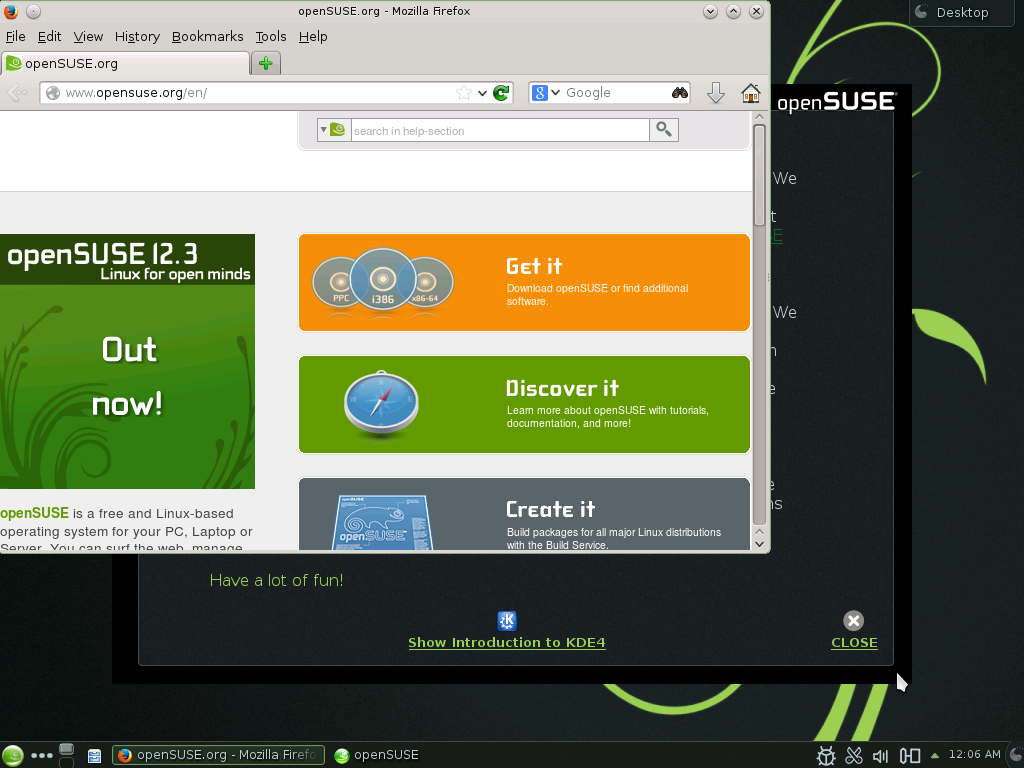 openSUSE.org - Mozilla Firefox
Desktop
File Edit View History Bookmarks Tools Help
openSUSE.org
www.opensuse.org/en/
Google
openSUSE
search in help-section
We
t
E
openSUSE 12.3
Linux for open minds
Out
now!
Get it
Download openSUSE or find additional
software.
PPC i386 x86-64
We
n
Discover it
Learn more about openSUSE with tutorials,
documentation, and more!
e
e
ns
Create it
Build packages for all major Linux distributions
with the Build Service.
openSUSE
openSUSE is a free and Linux-based
operating system for your PC, Laptop or
Server. You can surf the web, manage
Have a lot of fun!
Show Introduction to KDE4
CLOSE
openSUSE.org - Mozilla Firefo
openSUSE
12:06 AM